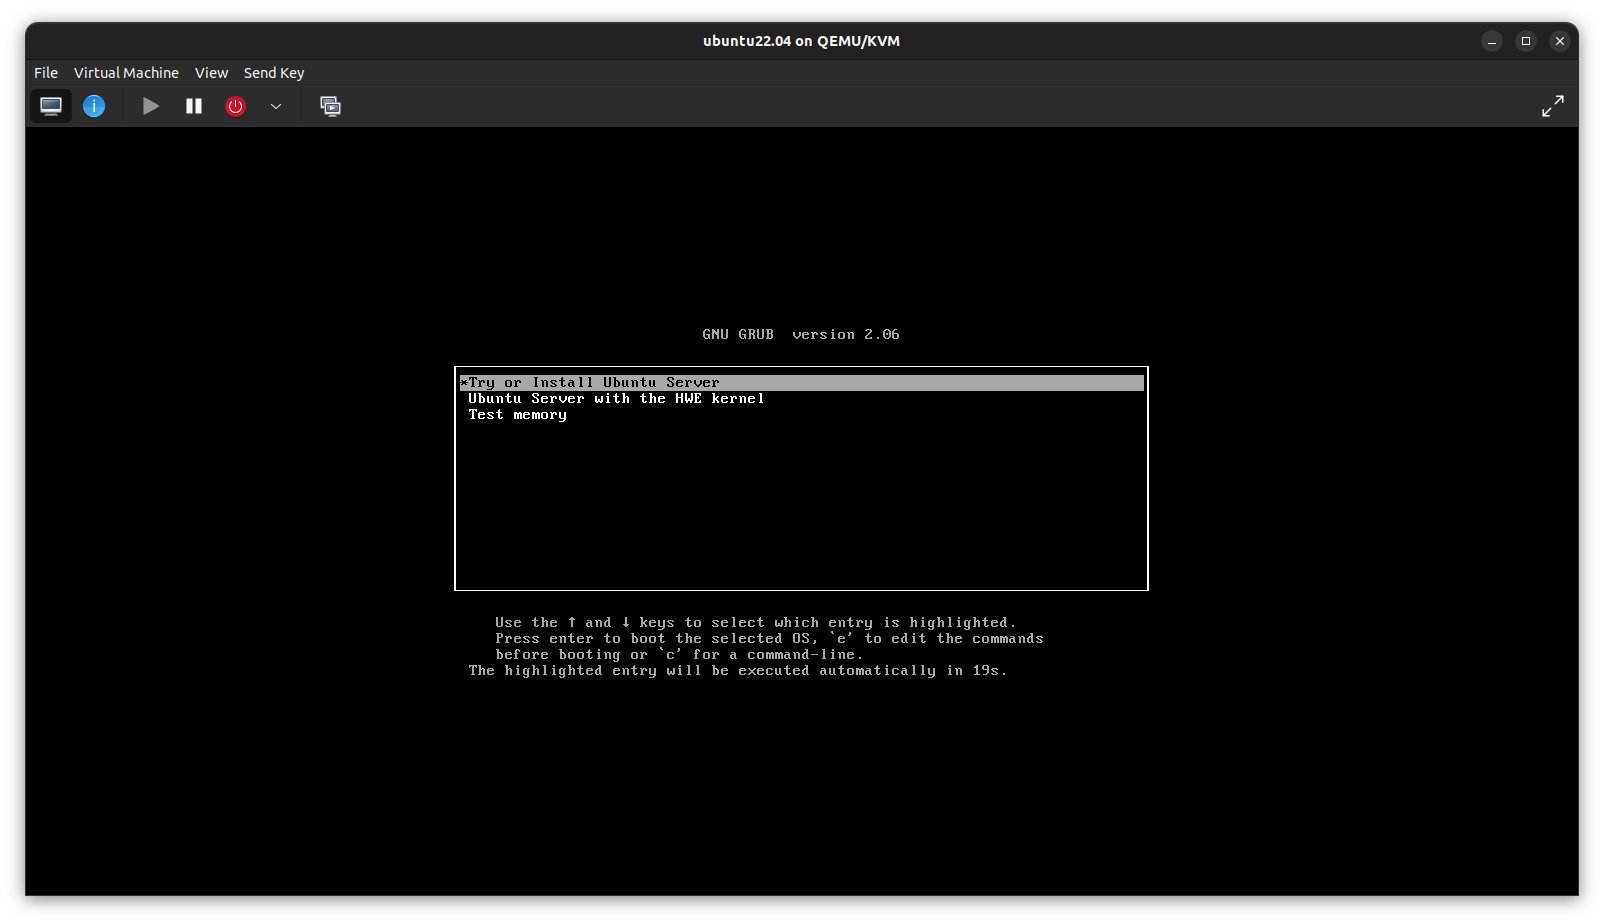 ubuntu22.04 on QEMU/KVM
File Virtual Machine View Send Key
GNU GRUB version 2.06
*Try or Install Ubuntu Server
Ubuntu Server with the HWE kernel
Test memory
Use the ↑ and ↓ keys to select which entry is highlighted.
Press enter to boot the selected OS, `e' to edit the commands
before booting or `c' for a command-line.
The highlighted entry will be executed automatically in 19s.